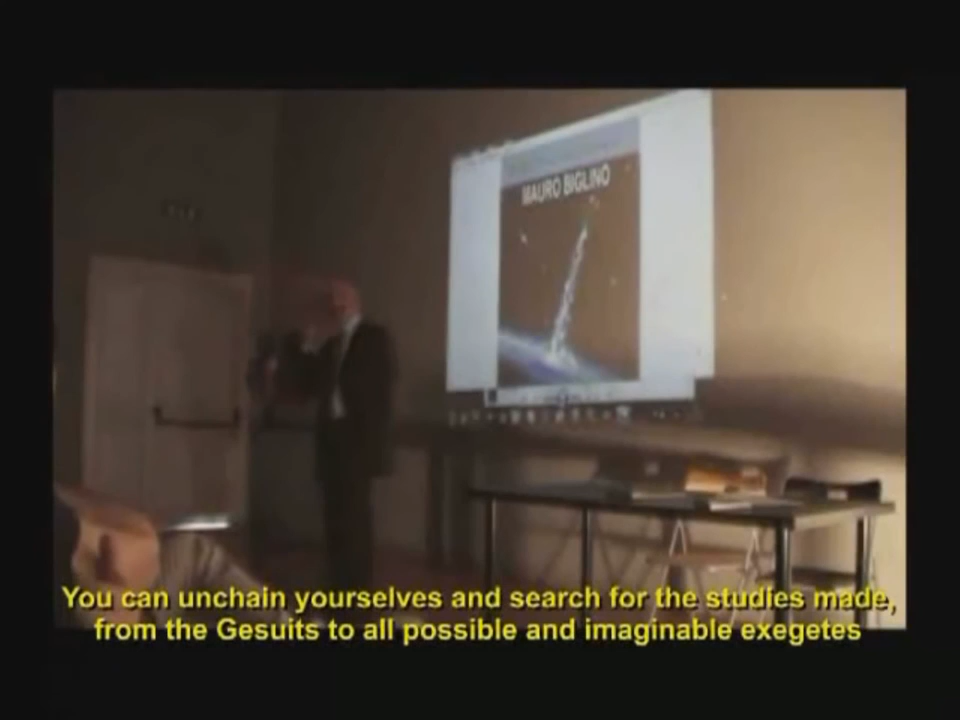 MAURO BIGLINO
You can unchain yourselves and search for the studies made,
from the Gesuits to all possible and imaginable exegetes